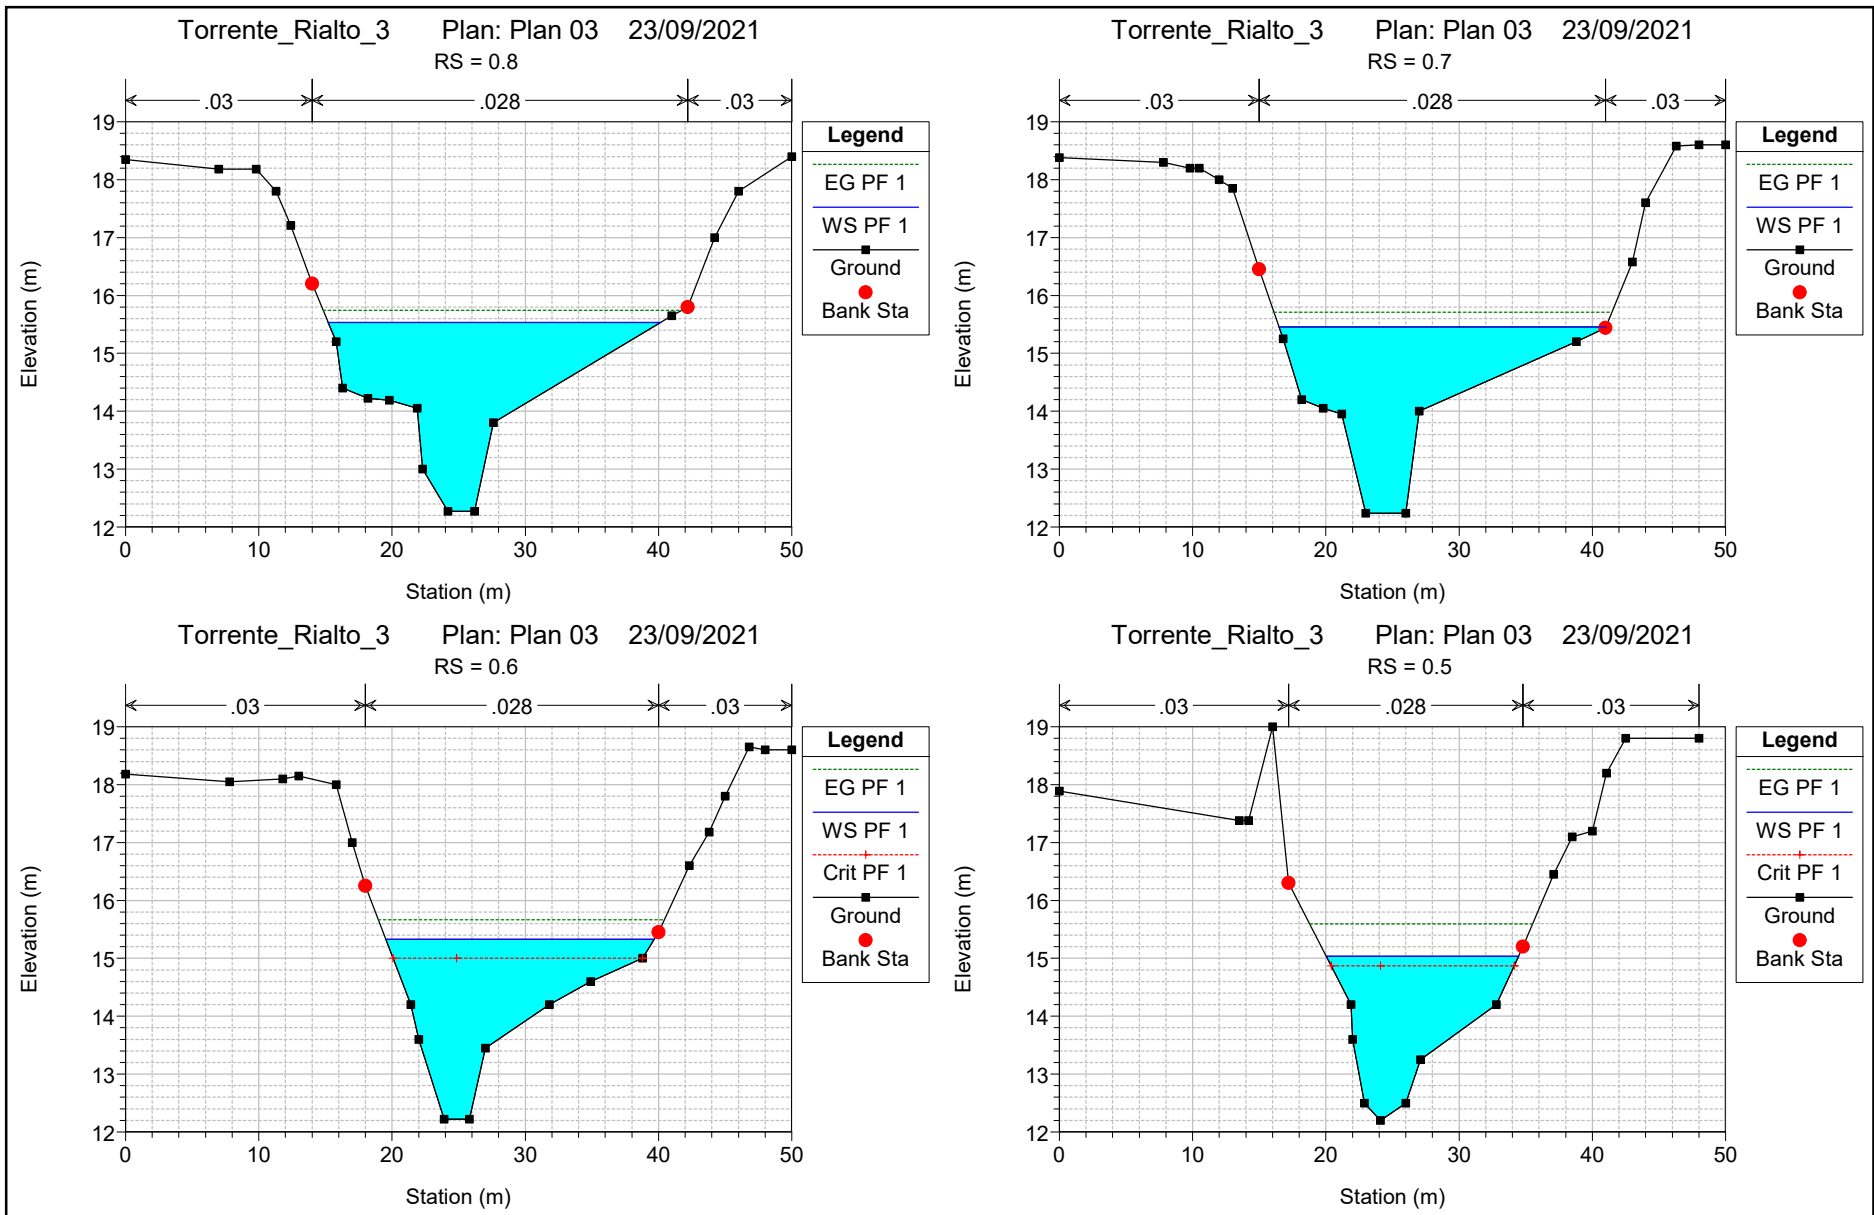 Torrente_Rialto_3 Plan: Plan 03 23/09/2021
RS = 0.8
.03 .028 .03
19
18
17
16
15
14
13
12
Elevation (m)
0 10 20 30 40 50
Station (m)
Legend
EG PF 1
WS PF 1
Ground
Bank Sta
Torrente_Rialto_3 Plan: Plan 03 23/09/2021
RS = 0.7
.03 .028 .03
19
18
17
16
15
14
13
12
Elevation (m)
0 10 20 30 40 50
Station (m)
Legend
EG PF 1
WS PF 1
Ground
Bank Sta
Torrente_Rialto_3 Plan: Plan 03 23/09/2021
RS = 0.6
.03 .028 .03
19
18
17
16
15
14
13
12
Elevation (m)
0 10 20 30 40 50
Station (m)
Legend
EG PF 1
WS PF 1
Crit PF 1
Ground
Bank Sta
Torrente_Rialto_3 Plan: Plan 03 23/09/2021
RS = 0.5
.03 .028 .03
19
18
17
16
15
14
13
12
Elevation (m)
0 10 20 30 40 50
Station (m)
Legend
EG PF 1
WS PF 1
Crit PF 1
Ground
Bank Sta